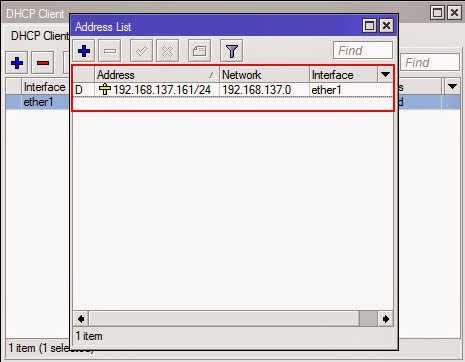 DHCP Client
Address List
DHCP Client
Find
Find
Interface
Address Network Interface
ether1
D 192.168.137.161/24 192.168.137.0 ether1
1 item
1 item (1 selected)